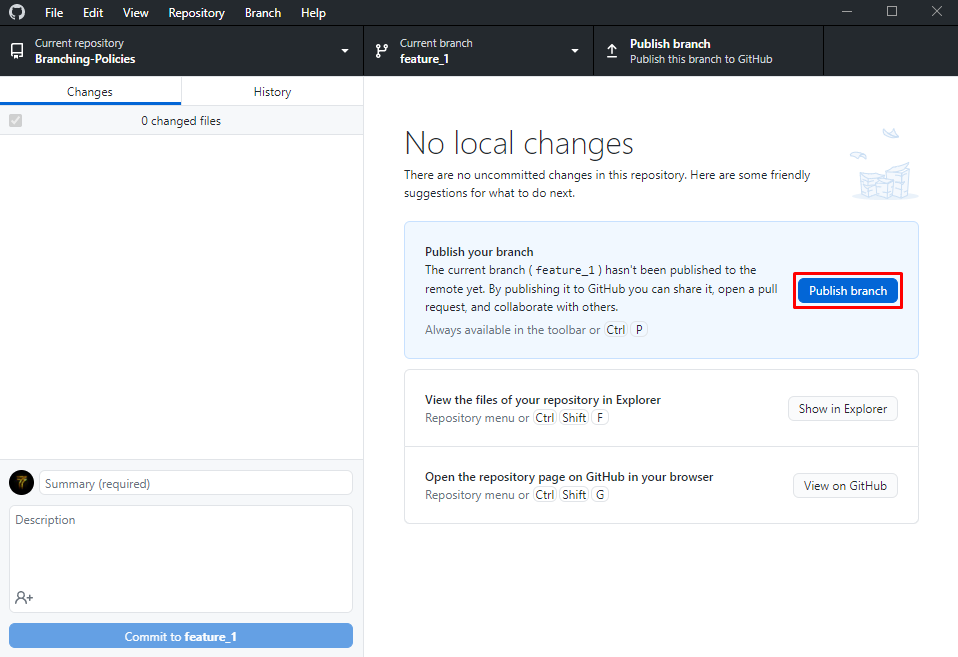 File Edit View Repository Branch Help
Current repository
Branching-Policies
Current branch
feature_1
Publish branch
Publish this branch to GitHub
Changes History
0 changed files
No local changes
There are no uncommitted changes in this repository. Here are some friendly
suggestions for what to do next.
Publish your branch
The current branch ( feature_1 ) hasn't been published to the
remote yet. By publishing it to GitHub you can share it, open a pull
request, and collaborate with others.
Always available in the toolbar or Ctrl P
Publish branch
View the files of your repository in Explorer
Repository menu or Ctrl Shift F
Show in Explorer
Open the repository page on GitHub in your browser
Repository menu or Ctrl Shift G
View on GitHub
Summary (required)
Description
Commit to feature_1